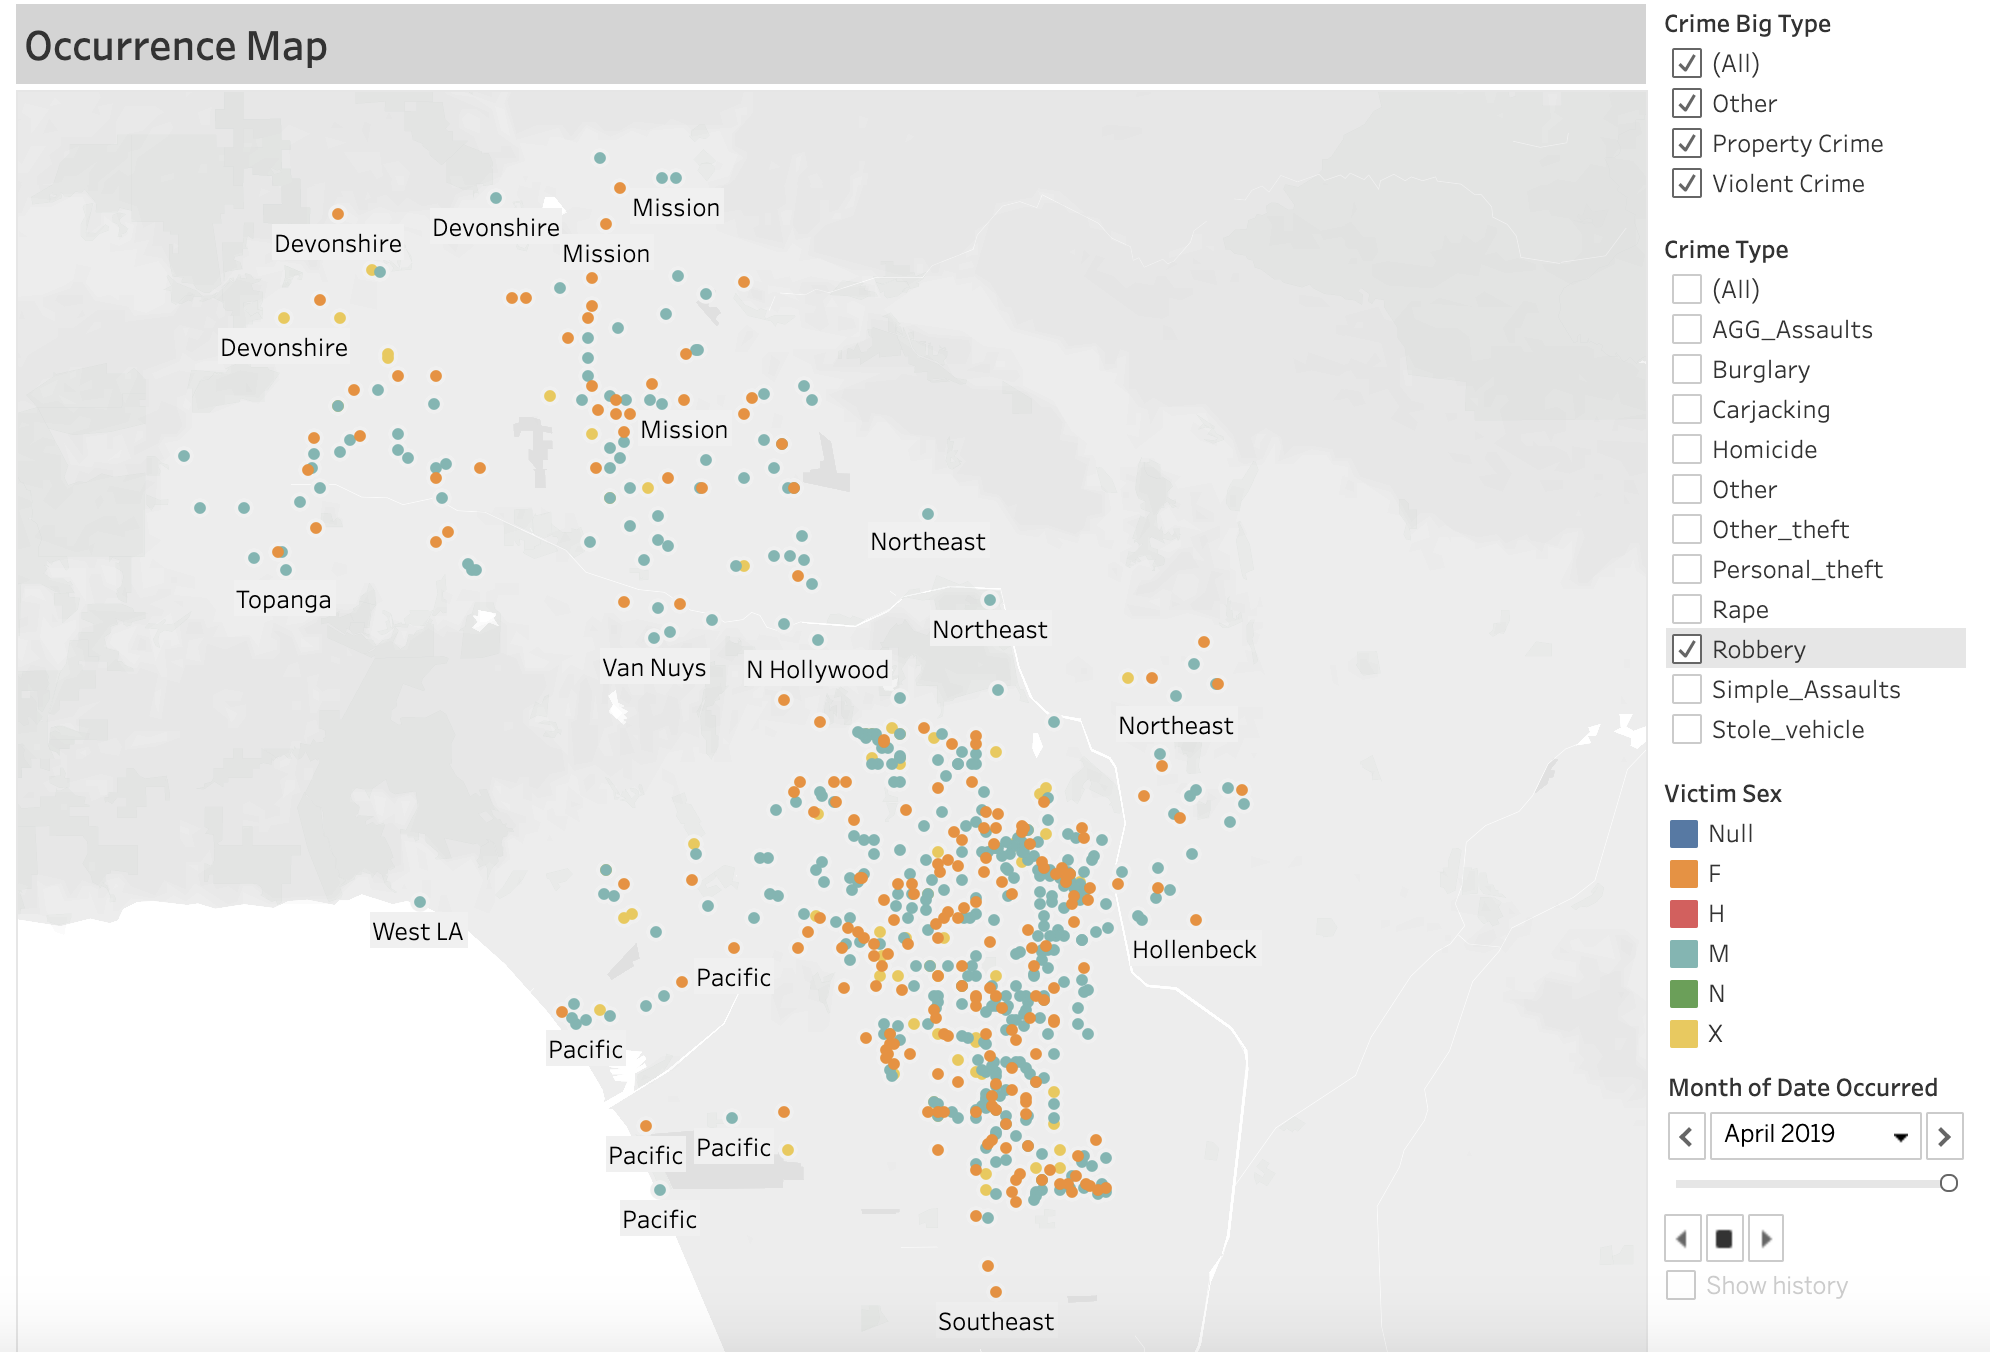 Occurrence Map
Mission
Devonshire
Devonshire
Mission
Devonshire
Mission
Northeast
Topanga
Northeast
Van Nuys
N Hollywood
Northeast
West LA
Hollenbeck
Pacific
Pacific
Pacific
Pacific
Pacific
Southeast
Crime Big Type
(All)
Other
Property Crime
Violent Crime
Crime Type
(All)
AGG_Assaults
Burglary
Carjacking
Homicide
Other
Other_theft
Personal_theft
Rape
Robbery
Simple_Assaults
Stole_vehicle
Victim Sex
Null
F
H
M
N
X
Month of Date Occurred
April 2019
Show history